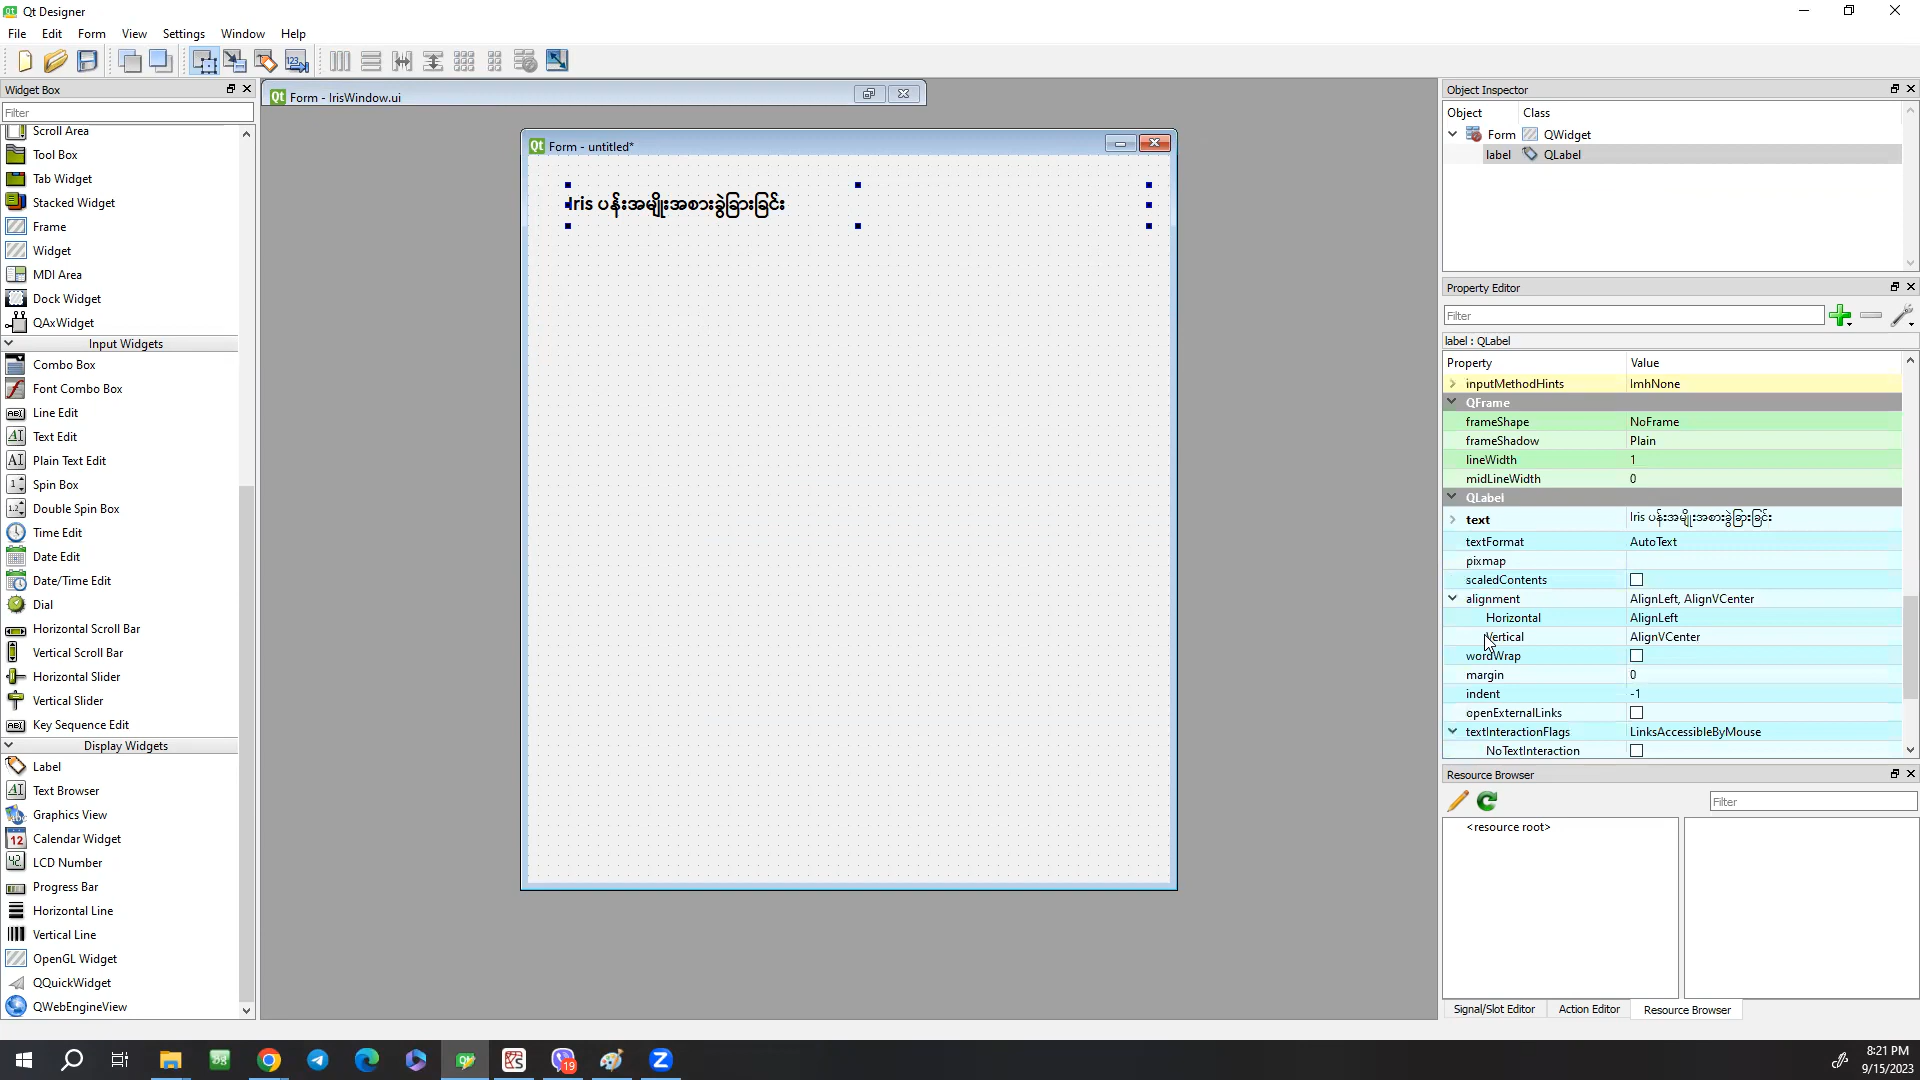 Qt Designer
File Edit Form View Settings Window Help
Widget Box
Filter
Scroll Area
Tool Box
Tab Widget
Stacked Widget
Frame
Widget
MDI Area
Dock Widget
QAxWidget
Input Widgets
Combo Box
Font Combo Box
Line Edit
Text Edit
Plain Text Edit
Spin Box
Double Spin Box
Time Edit
Date Edit
Date/Time Edit
Dial
Horizontal Scroll Bar
Vertical Scroll Bar
Horizontal Slider
Vertical Slider
Key Sequence Edit
Display Widgets
Label
Text Browser
Graphics View
Calendar Widget
LCD Number
Progress Bar
Horizontal Line
Vertical Line
OpenGL Widget
QQuickWidget
QWebEngineView
Form - IrisWindow.ui
Form - untitled*
Iris ပန်းအမျိုးအစားခွဲခြားခြင်း
Object Inspector
Object Class
Form QWidget
label QLabel
Property Editor
Filter
label : QLabel
Property Value
inputMethodHints ImhNone
QFrame
frameShape NoFrame
frameShadow Plain
lineWidth 1
midLineWidth 0
QLabel
text Iris ပန်းအမျိုးအစားခွဲခြားခြင်း
textFormat AutoText
pixmap
scaledContents
alignment AlignLeft, AlignVCenter
Horizontal AlignLeft
Vertical AlignVCenter
wordWrap
margin 0
indent -1
openExternalLinks
textInteractionFlags LinksAccessibleByMouse
NoTextInteraction
Resource Browser
Filter
<resource root>
Signal/Slot Editor Action Editor Resource Browser
19
8:21 PM
9/15/2023